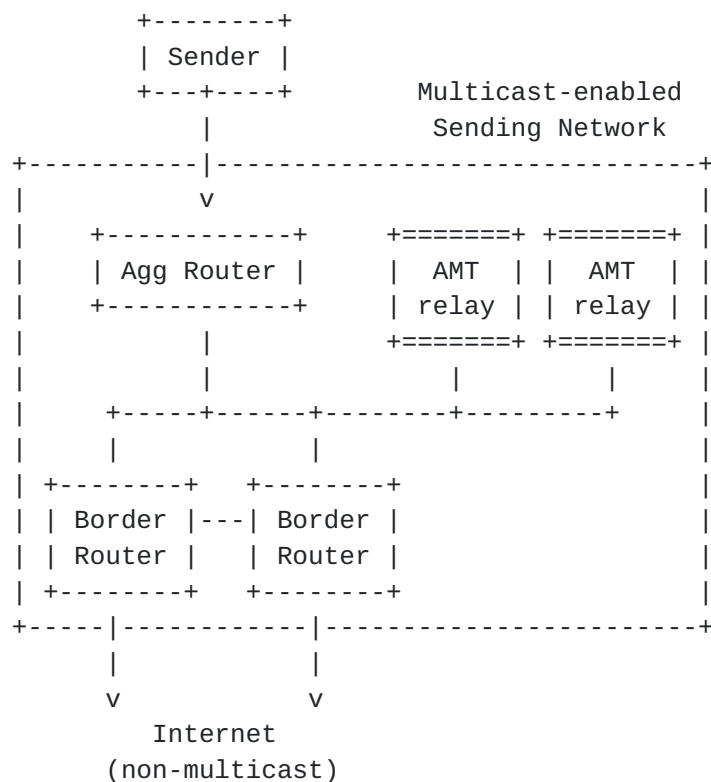 Sender
Multicast-enabled
Sending Network
Agg Router
AMT
relay
AMT
relay
Border
Router
Border
Router
Internet
(non-multicast)